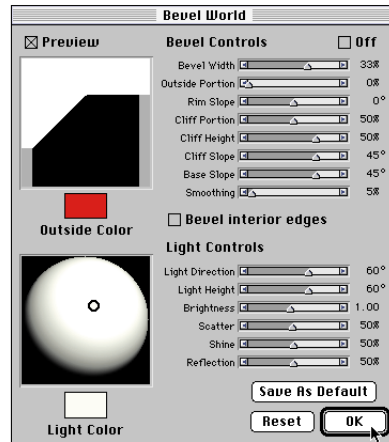 Bevel World
Preview
Bevel Controls
Off
Bevel Width 33%
Outside Portion 0%
Rim Slope 0°
Cliff Portion 50%
Cliff Height 50%
Cliff Slope 45°
Base Slope 45°
Smoothing 5%
Outside Color
Bevel interior edges
Light Controls
Light Direction 60°
Light Height 60°
Brightness 1.00
Scatter 50%
Shine 50%
Reflection 50%
Light Color
Save As Default
Reset
OK